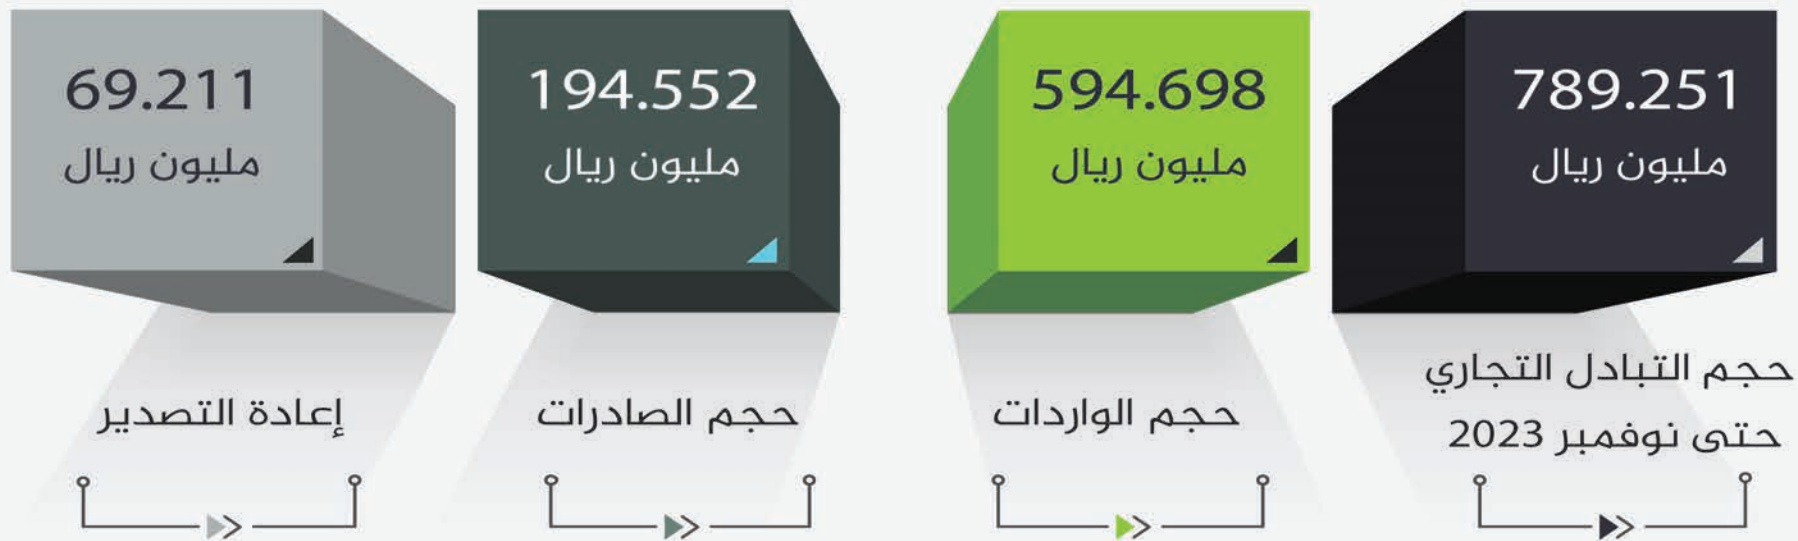 789.251
مليون ريال
حجم التبادل التجاري
حتى نوفمبر 2023
594.698
مليون ريال
حجم الواردات
194.552
مليون ريال
حجم الصادرات
69.211
مليون ريال
إعادة التصدير